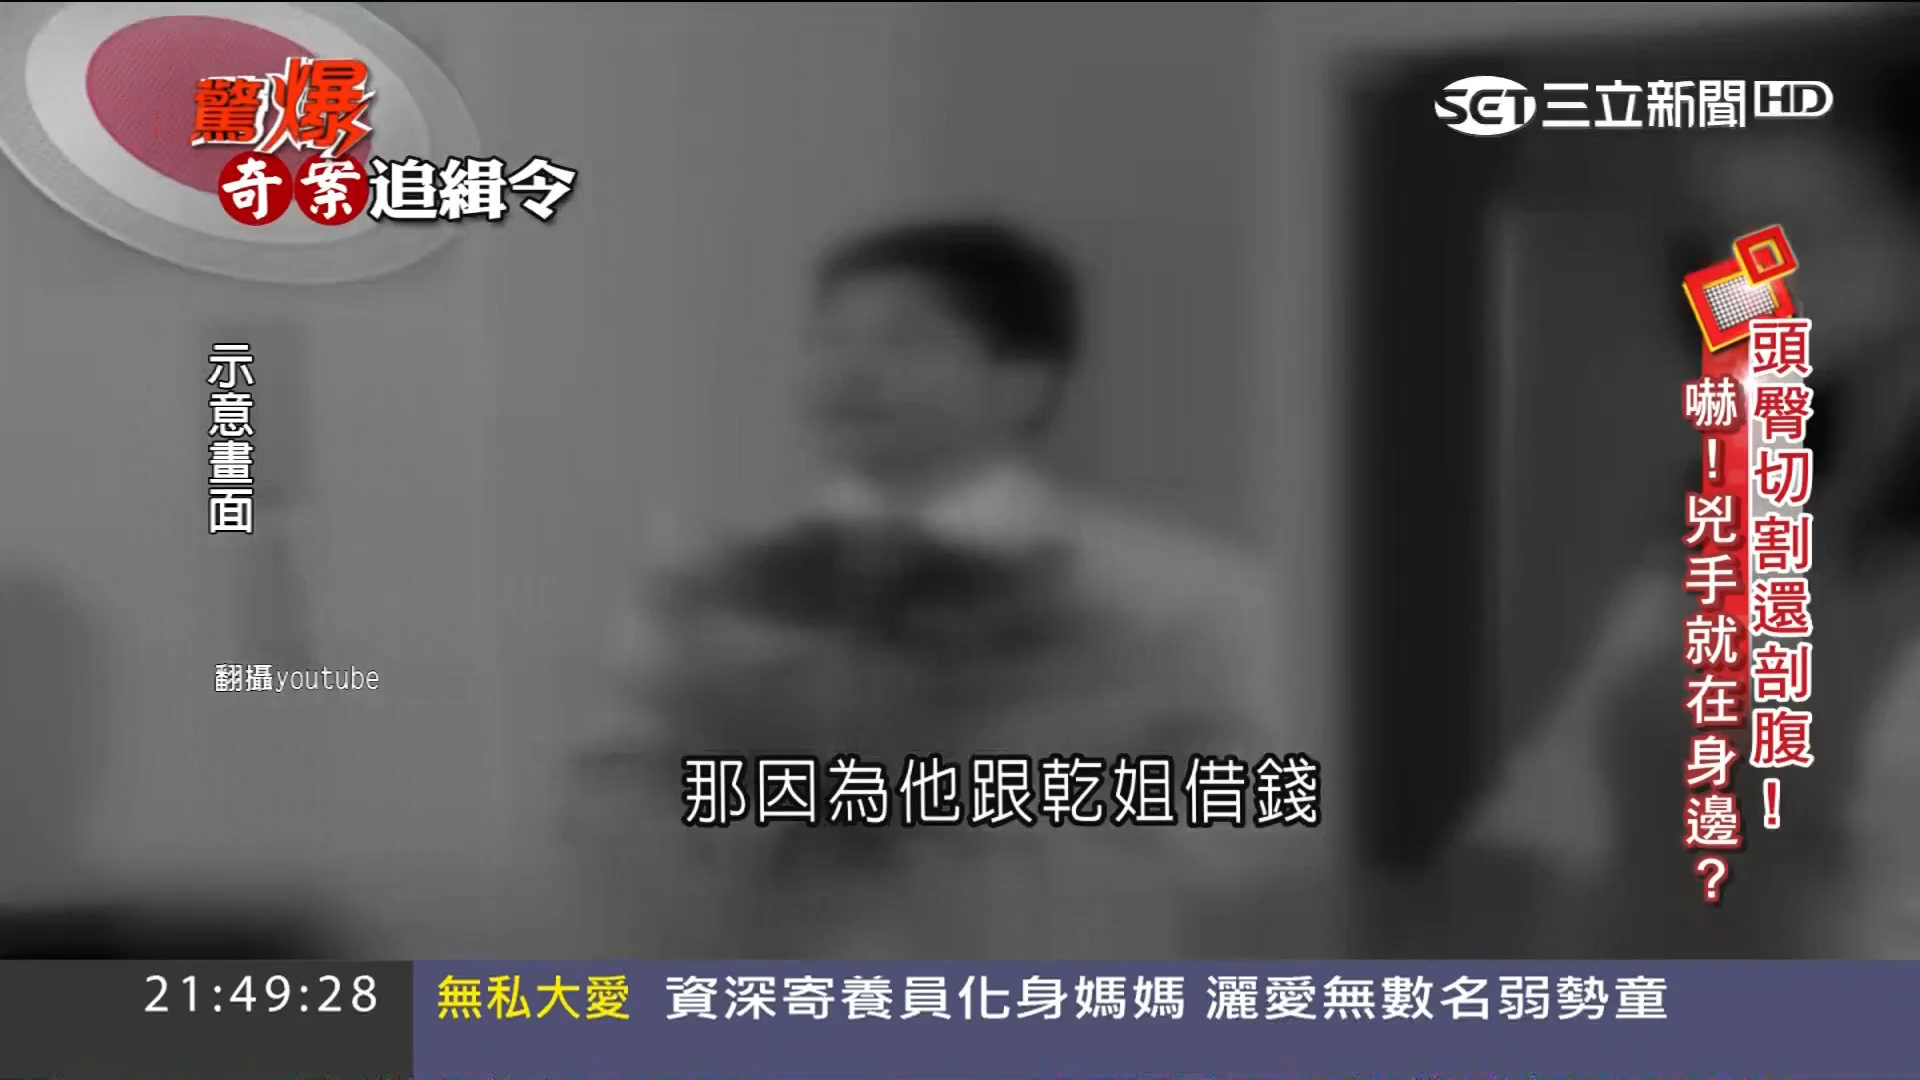 驚爆
奇案追緝令
SET三立新聞HD
頭臀切割還剖腹！
嚇！兇手就在身邊？
示意畫面
翻攝youtube
那因為他跟乾姐借錢
21:49:28
無私大愛 資深寄養員化身媽媽 灑愛無數名弱勢童